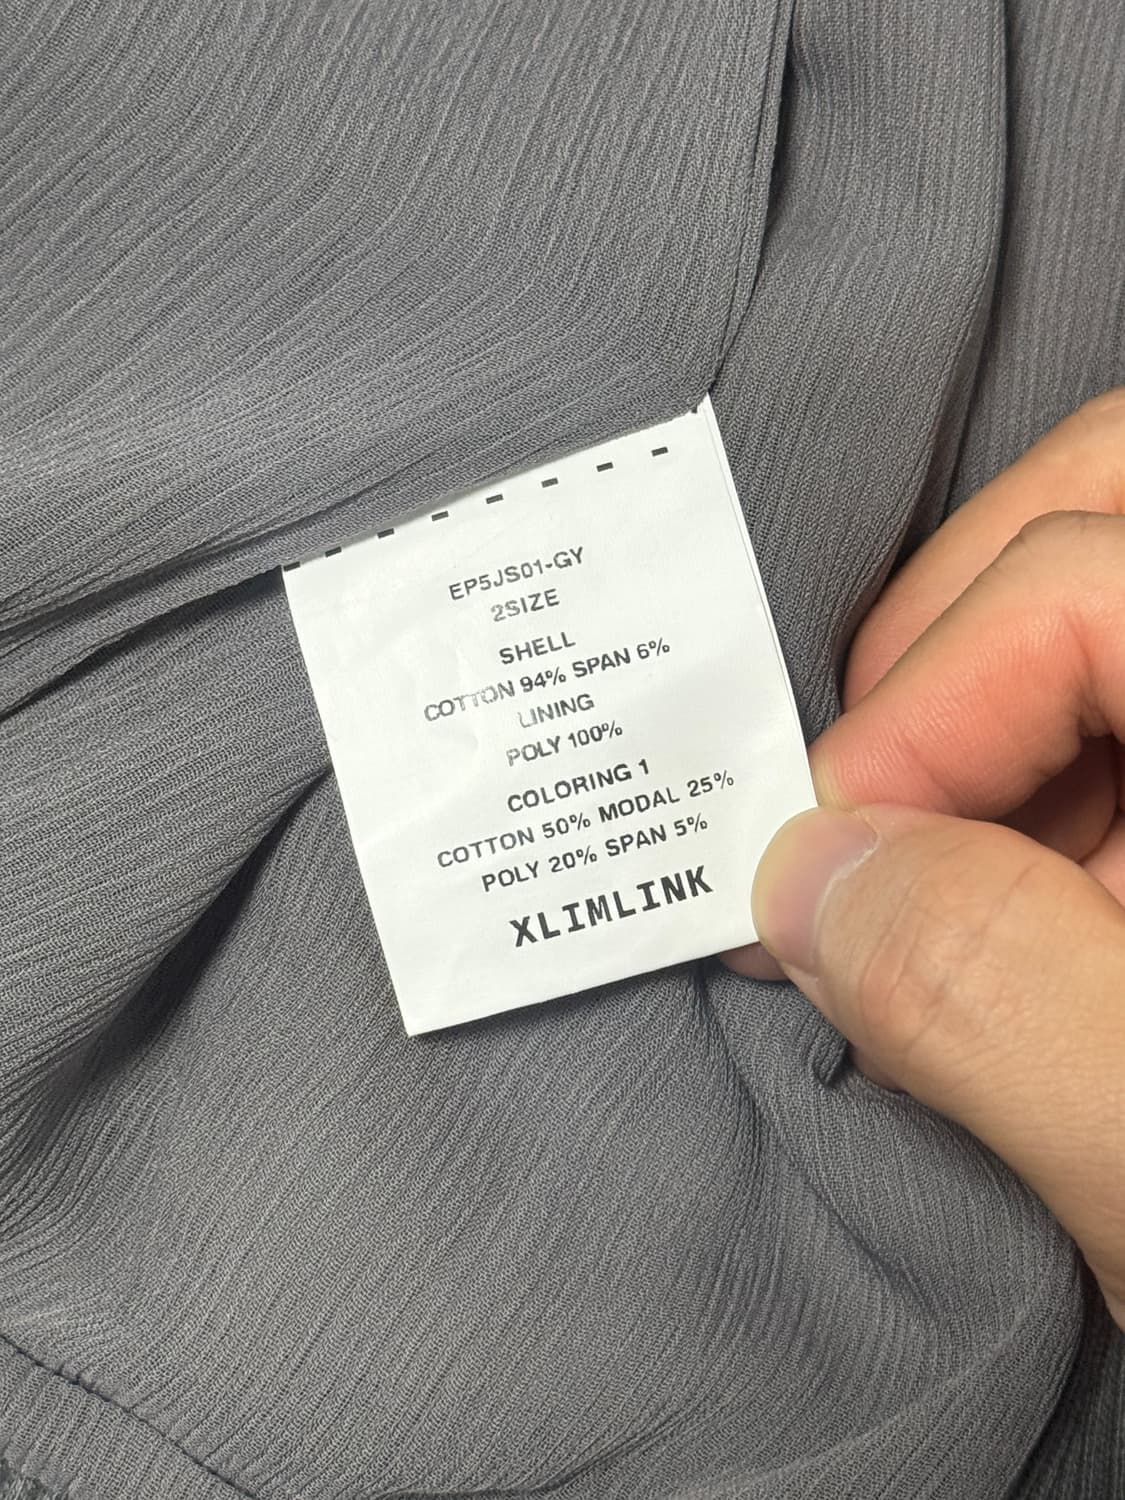 EP5JS01-GY
2SIZE
SHELL
COTTON 94% SPAN 6%
LINING
POLY 100%
COLORING 1
COTTON 50% MODAL 25%
POLY 20% SPAN 5%
XLIMLINK